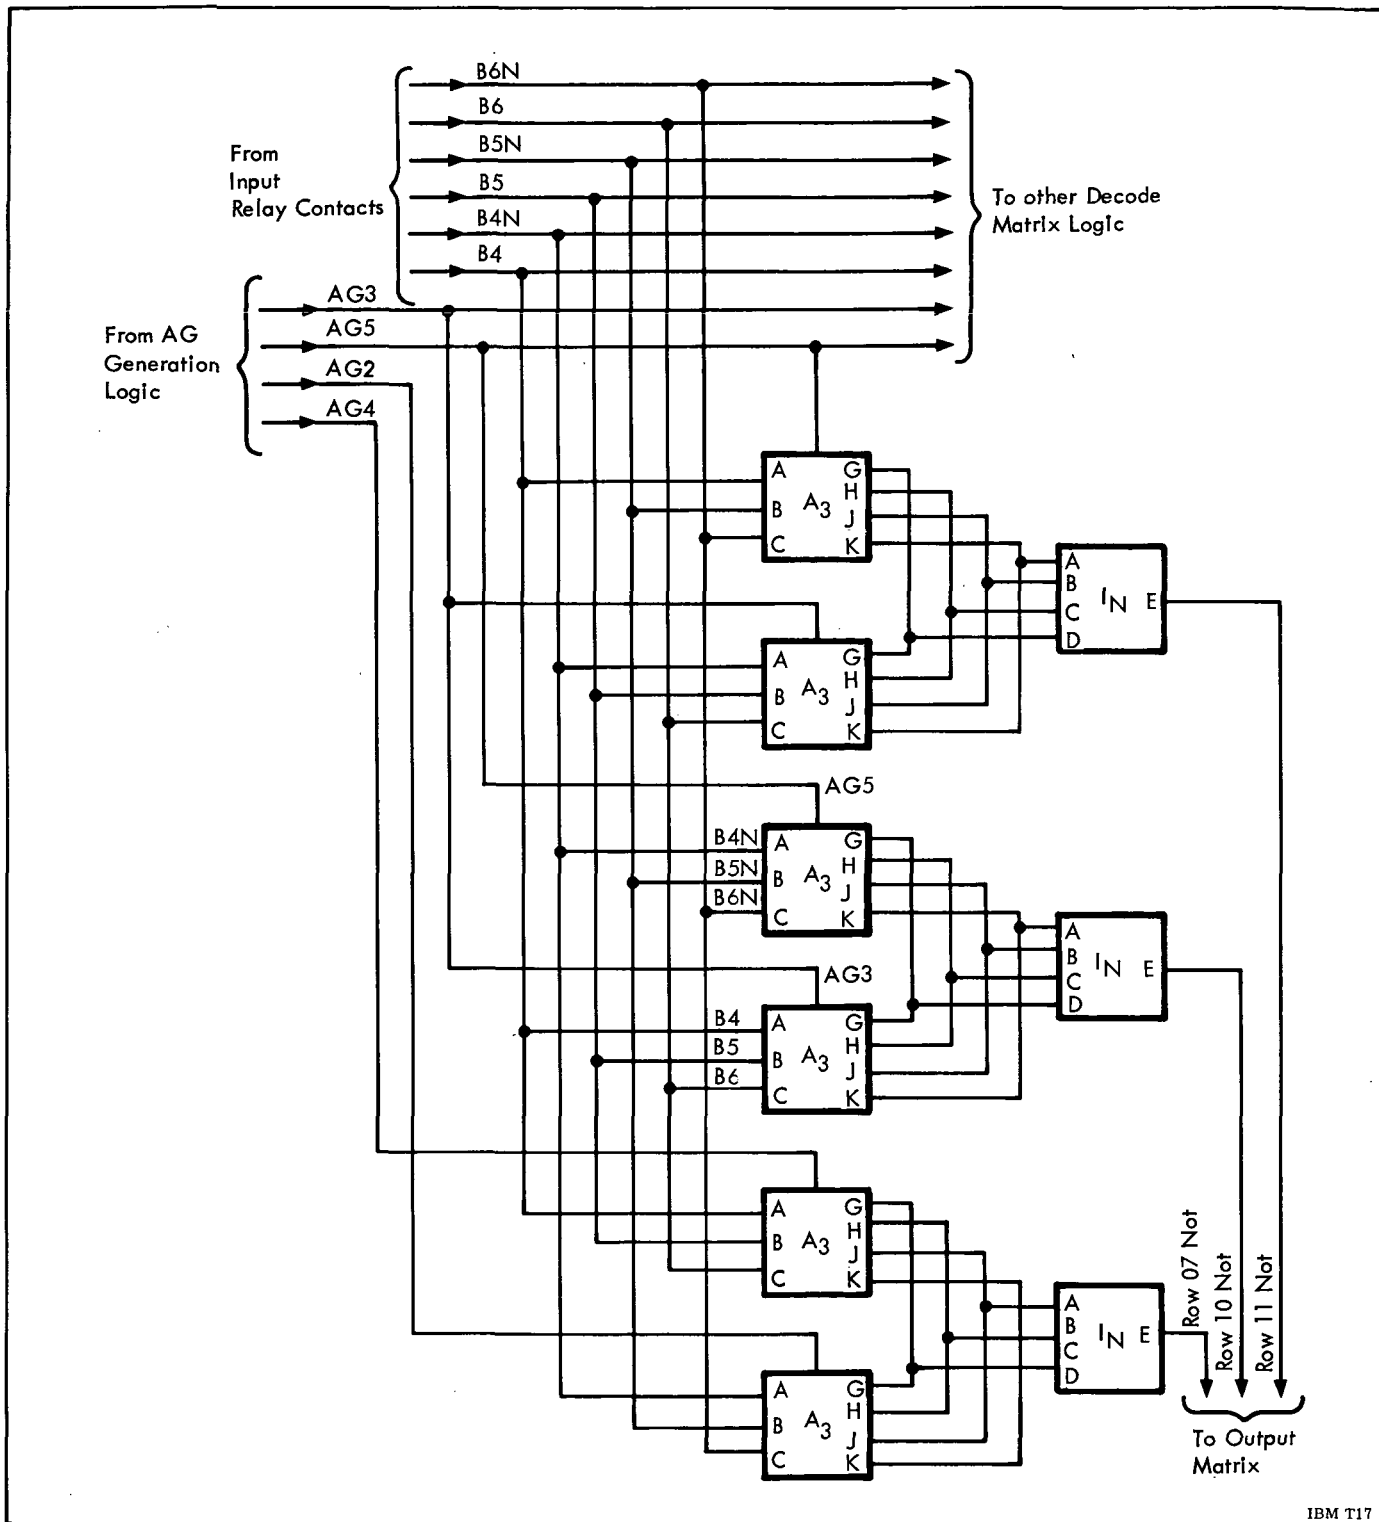 B6N
B6
B5N
B5
B4N
B4
From
Input
Relay Contacts
To other Decode
Matrix Logic
AG3
AG5
AG2
AG4
From AG
Generation
Logic
A G
H
A3
B J
C K
A
B
IN E
C
D
A G
H
A3
B J
C K
AG5
B4N A G
H
B5N B A3 J
B6N C K
A
B
IN E
C
D
AG3
B4 A G
H
B5 B A3
J
B6 C K
A G
H
B A3 J
C K
A
B
IN E
C
D
A G
H
B A3
J
C K
Row 07 Not
Row 10 Not
Row 11 Not
To Output
Matrix
IBM T17